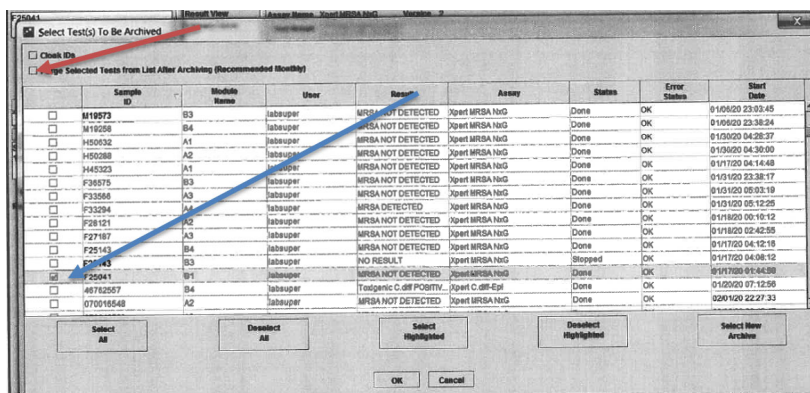 F25041
Result View Assay Name Xpert MRSA NxG Version 3
Select Test(s) To Be Archived
Cloak IDs
Purge Selected Tests from List After Archiving (Recommended Monthly)
Sample ID Module Name User Result Assay Status Error Status Start Date
M19573 B3 labsuper MRSA NOT DETECTED Xpert MRSA NxG Done OK 01/06/20 23:03:45
M19258 B4 labsuper MRSA NOT DETECTED Xpert MRSA NxG Done OK 01/06/20 23:38:24
H50632 A1 labsuper MRSA NOT DETECTED Xpert MRSA NxG Done OK 01/30/20 04:28:37
H50288 A2 labsuper MRSA NOT DETECTED Xpert MRSA NxG Done OK 01/30/20 04:30:00
H45323 A1 labsuper MRSA NOT DETECTED Xpert MRSA NxG Done OK 01/17/20 04:14:48
F36575 B3 labsuper MRSA NOT DETECTED Xpert MRSA NxG Done OK 01/31/20 23:38:17
F33566 A3 labsuper MRSA NOT DETECTED Xpert MRSA NxG Done OK 01/31/20 05:03:19
F33294 labsuper MRSA DETECTED Xpert MRSA NxG Done OK 01/31/20 05:12:25
F28121 A2 labsuper MRSA NOT DETECTED Xpert MRSA NxG Done OK 01/18/20 00:10:12
F27187 A3 labsuper MRSA NOT DETECTED Xpert MRSA NxG Done OK 01/18/20 02:42:55
F25143 B4 labsuper MRSA NOT DETECTED Xpert MRSA NxG Done OK 01/17/20 04:12:15
B3 labsuper NO RESULT Xpert MRSA NxG Stopped OK 01/17/20 04:08:12
F25041 B1 labsuper MRSA NOT DETECTED Xpert MRSA NxG Done OK 01/17/20 01:44:50
46762557 B4 labsuper Toxigenic C.diff POSITIV... Xpert C.diff-Epi Done OK 01/20/20 07:12:56
070016548 A2 labsuper MRSA NOT DETECTED Xpert MRSA NxG Done OK 02/01/20 22:27:33
Select All Deselect All Select Highlighted Deselect Highlighted Select New Archive
OK Cancel